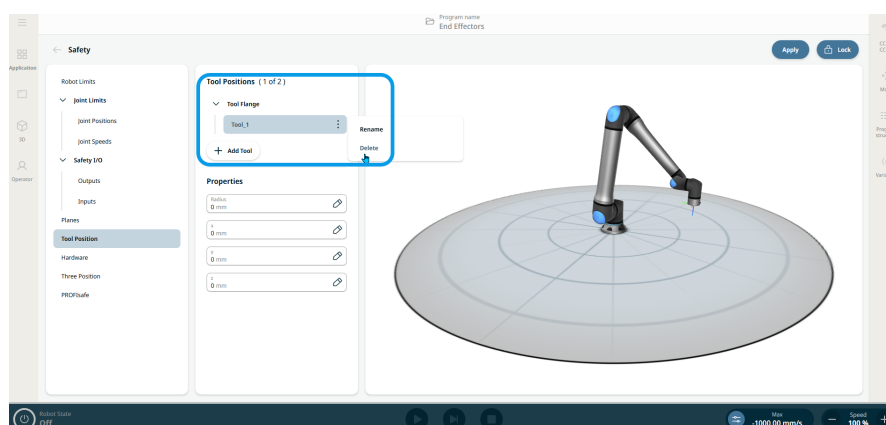 Program name
End Effectors
Safety
Apply
Lock
Application
3D
Operator
Robot Limits
Joint Limits
Joint Positions
Joint Speeds
Safety I/O
Outputs
Inputs
Planes
Tool Position
Hardware
Three Position
PROFIsafe
Tool Positions (1 of 2)
Tool Flange
Tool_1
Add Tool
Rename
Delete
Properties
Radius
0 mm
0 mm
0 mm
0 mm
Robot State
Off
Max
-1000.00 mm/s
Speed
100 %